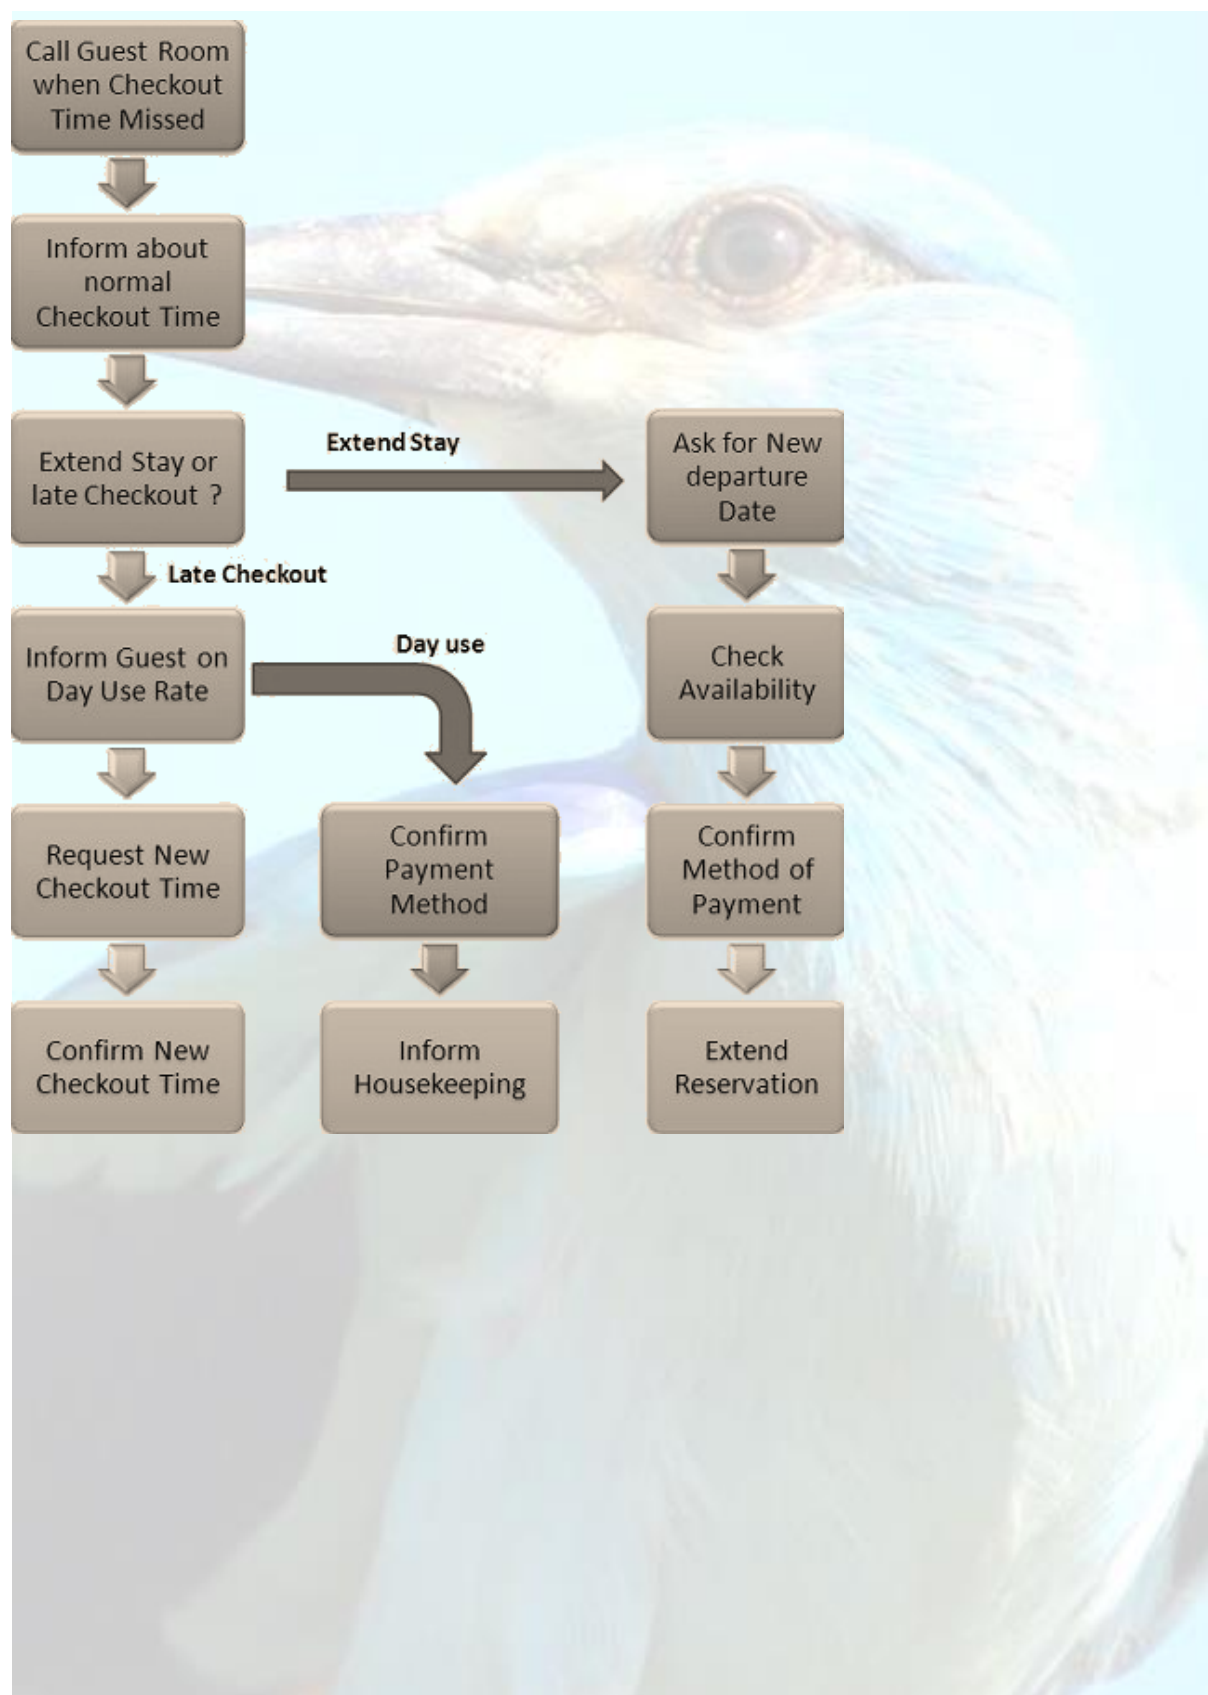 Call Guest Room
when Checkout
Time Missed
Inform about
normal
Checkout Time
Extend Stay or
late Checkout ?
Extend Stay
Ask for New
departure
Date
Late Checkout
Inform Guest on
Day Use Rate
Day use
Check
Availability
Request New
Checkout Time
Confirm
Payment
Method
Confirm
Method of
Payment
Confirm New
Checkout Time
Inform
Housekeeping
Extend
Reservation